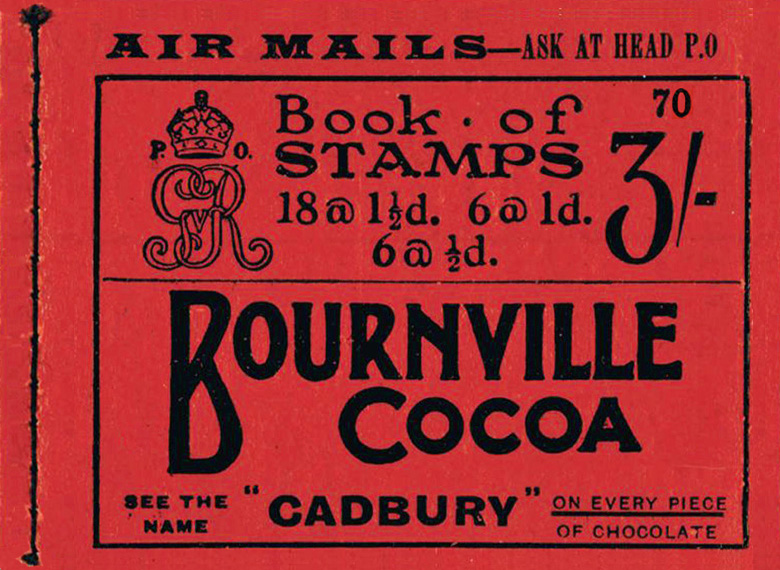 AIR MAILS—ASK AT HEAD P.O
70
P. O.
GvR
Book · of
STAMPS
3/-
18@1½d. 6@1d.
6@½d.
BOURNVILLE
COCOA
SEE THE NAME "CADBURY" ON EVERY PIECE OF CHOCOLATE